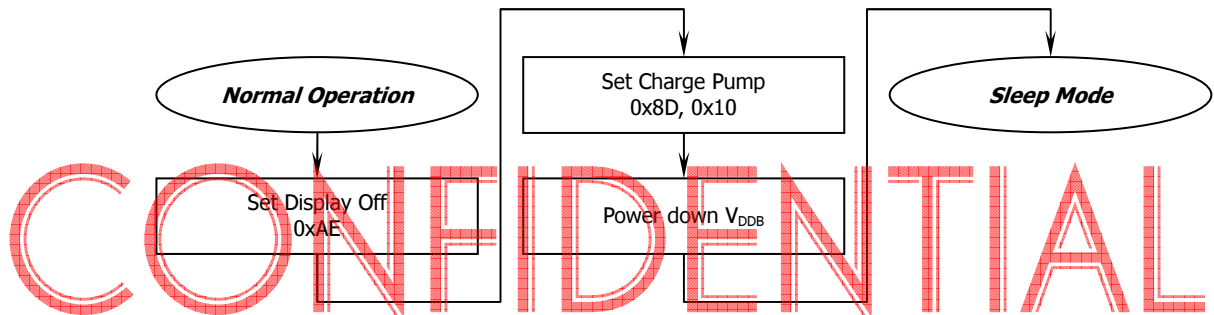 Normal Operation
Set Display Off
0xAE
Set Charge Pump
0x8D, 0x10
Power down VDDB
Sleep Mode
CONFIDENTIAL